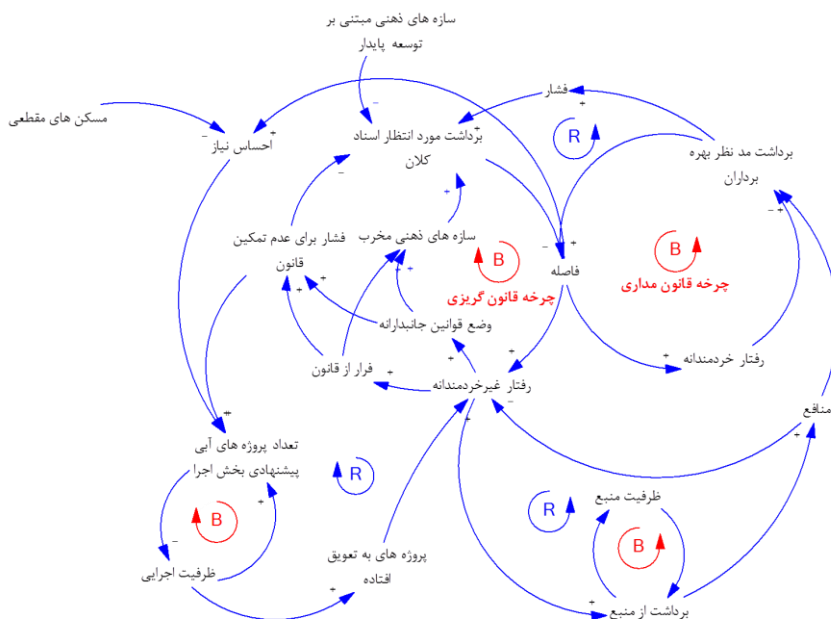 سازه های ذهنی مبتنی بر
توسعه پایدار
فشار
مسکن های مقطعی
احساس نیاز
برداشت مورد انتظار اسناد
کلان
R
برداشت مد نظر بهره
برداران
فشار برای عدم تمکین
قانون
سازه های ذهنی مخرب
B
چرخه قانون گریزی
فاصله
B
چرخه قانون مداری
وضع قوانین جانبدارانه
رفتار خردمندانه
فرار از قانون
رفتار غیرخردمندانه
منافع
تعداد پروژه های آبی
پیشنهادی بخش اجرا
R
B
ظرفیت منبع
R
B
پروژه های به تعویق
افتاده
ظرفیت اجرایی
برداشت از منبع